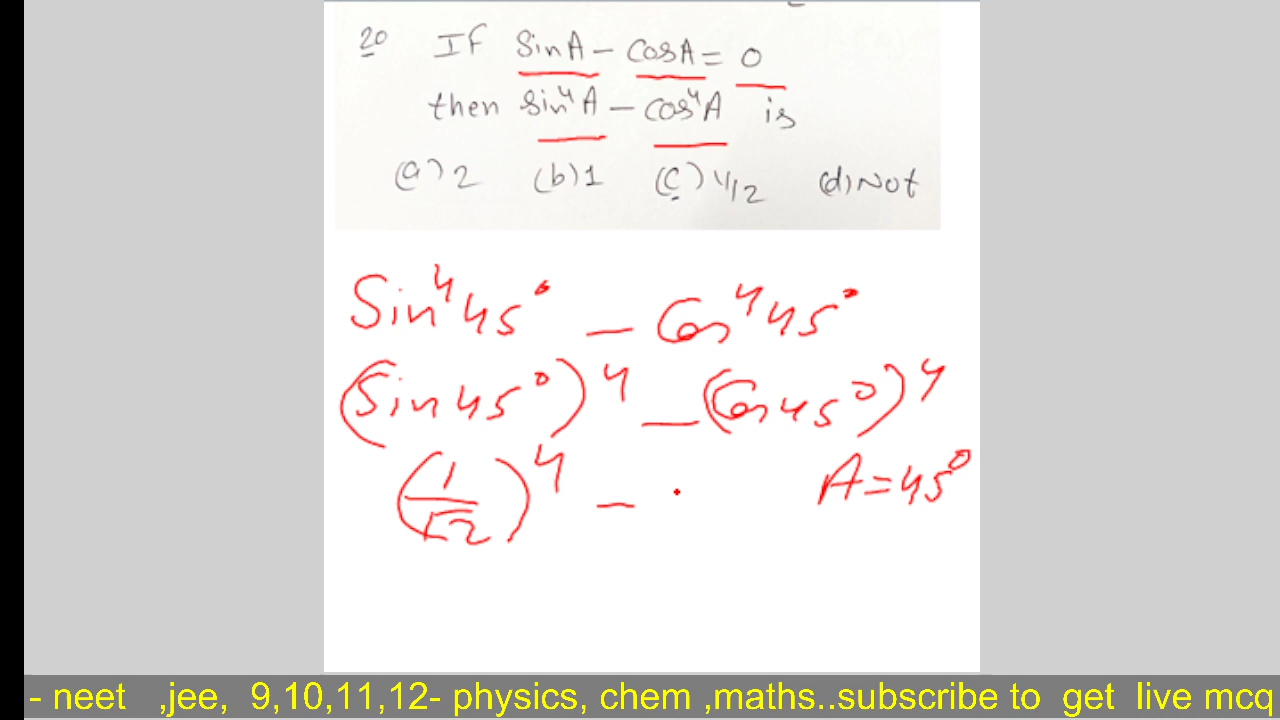 20 If sinA - cosA = 0
then sin⁴A - cos⁴A is
(a) 2 (b) 1 (c) 1/2 (d) Not
Sin⁴45° - Cos⁴45°
(Sin45°)⁴ - (Cos45°)⁴
(1/√2)⁴ - A=45°
- neet ,jee, 9,10,11,12- physics, chem ,maths..subscribe to get live mcq